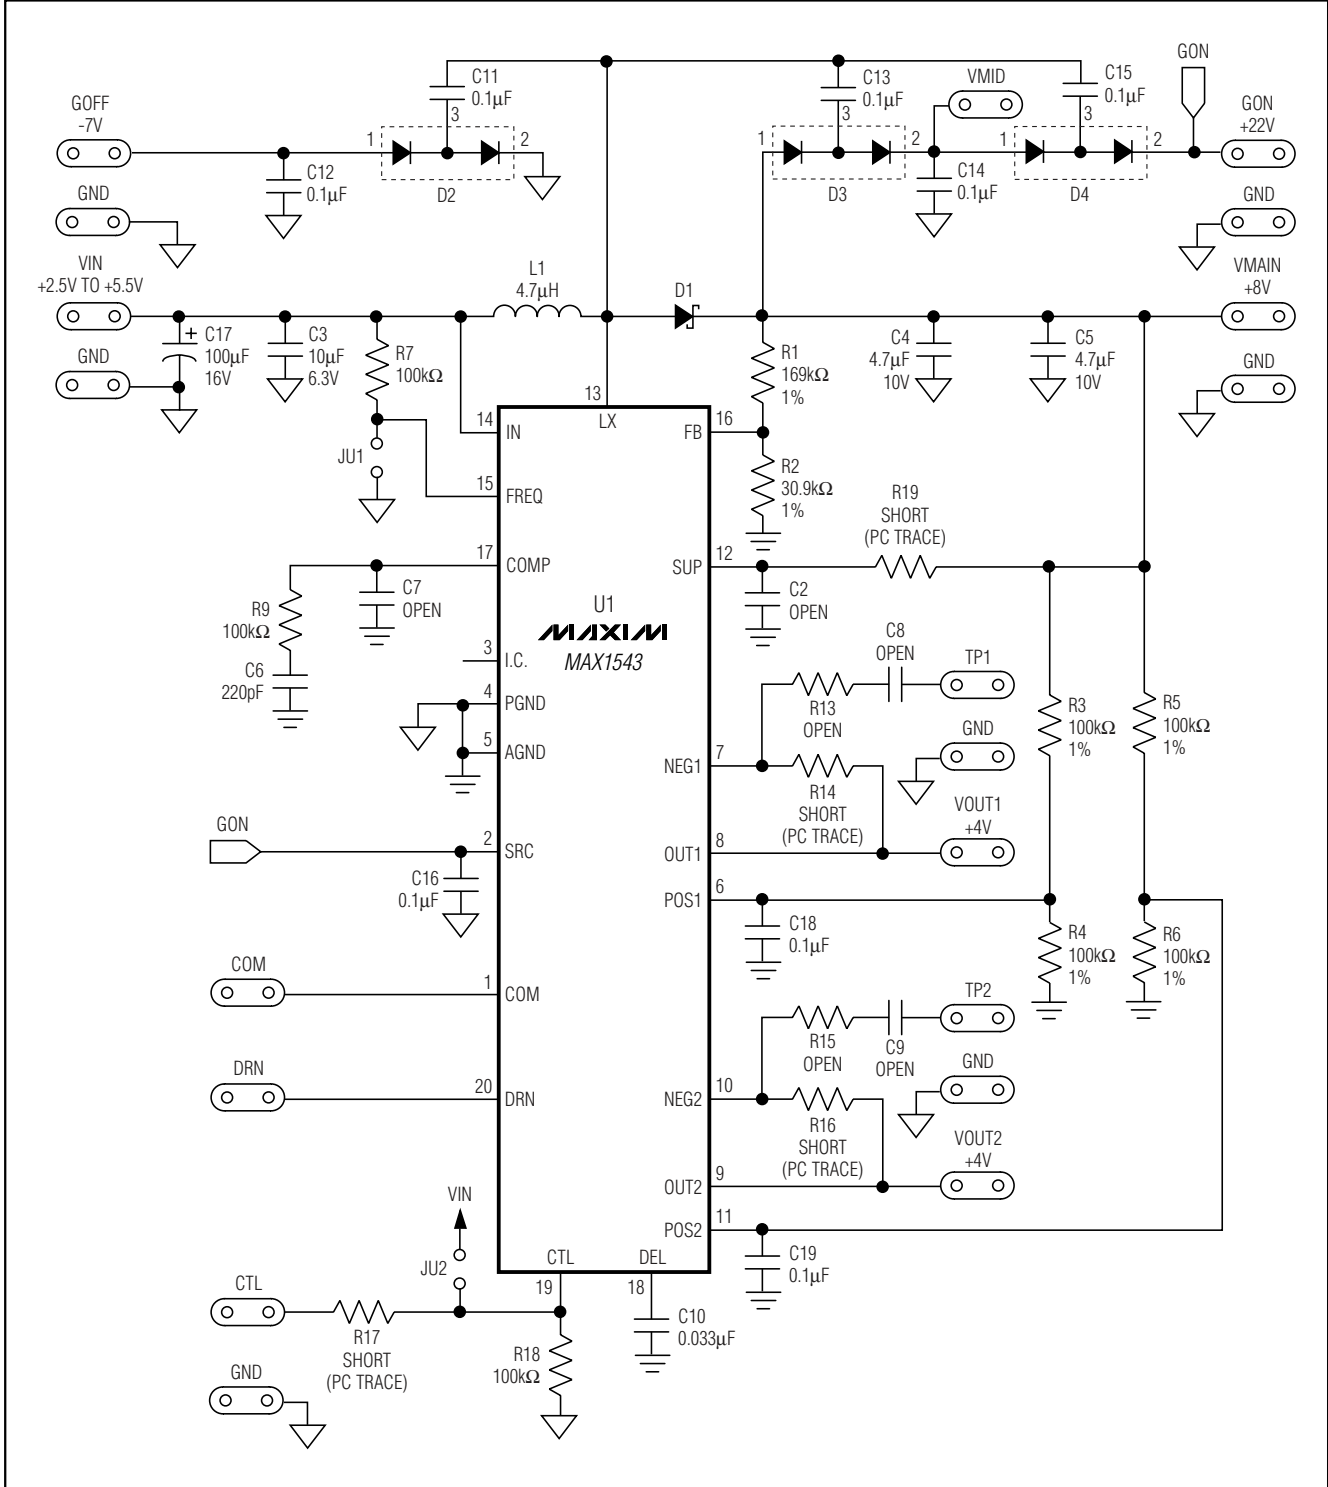 GOFF
-7V
C11
0.1µF
3
1
2
D2
C12
0.1µF
C13
0.1µF
3
1
2
D3
VMID
C14
0.1µF
C15
0.1µF
3
1
2
D4
GON
GON
+22V
GND
GND
VIN
+2.5V TO +5.5V
C17
100µF
16V
+
GND
C3
10µF
6.3V
R7
100kΩ
JU1
L1
4.7µH
D1
R1
169kΩ
1%
C4
4.7µF
10V
C5
4.7µF
10V
VMAIN
+8V
GND
13
LX
14
IN
16
FB
15
FREQ
R2
30.9kΩ
1%
R19
SHORT
(PC TRACE)
17
COMP
C7
OPEN
R9
100kΩ
C6
220pF
12
SUP
C2
OPEN
U1
MAXIM
MAX1543
3
I.C.
4
PGND
5
AGND
C8
OPEN
TP1
R13
OPEN
GND
7
NEG1
R14
SHORT
(PC TRACE)
VOUT1
+4V
R3
100kΩ
1%
R5
100kΩ
1%
GON
2
SRC
C16
0.1µF
8
OUT1
6
POS1
C18
0.1µF
R4
100kΩ
1%
R6
100kΩ
1%
COM
1
COM
TP2
R15
OPEN
C9
OPEN
GND
DRN
20
DRN
10
NEG2
R16
SHORT
(PC TRACE)
VOUT2
+4V
9
OUT2
11
POS2
C19
0.1µF
VIN
JU2
CTL
19
DEL
18
CTL
R17
SHORT
(PC TRACE)
R18
100kΩ
C10
0.033µF
GND